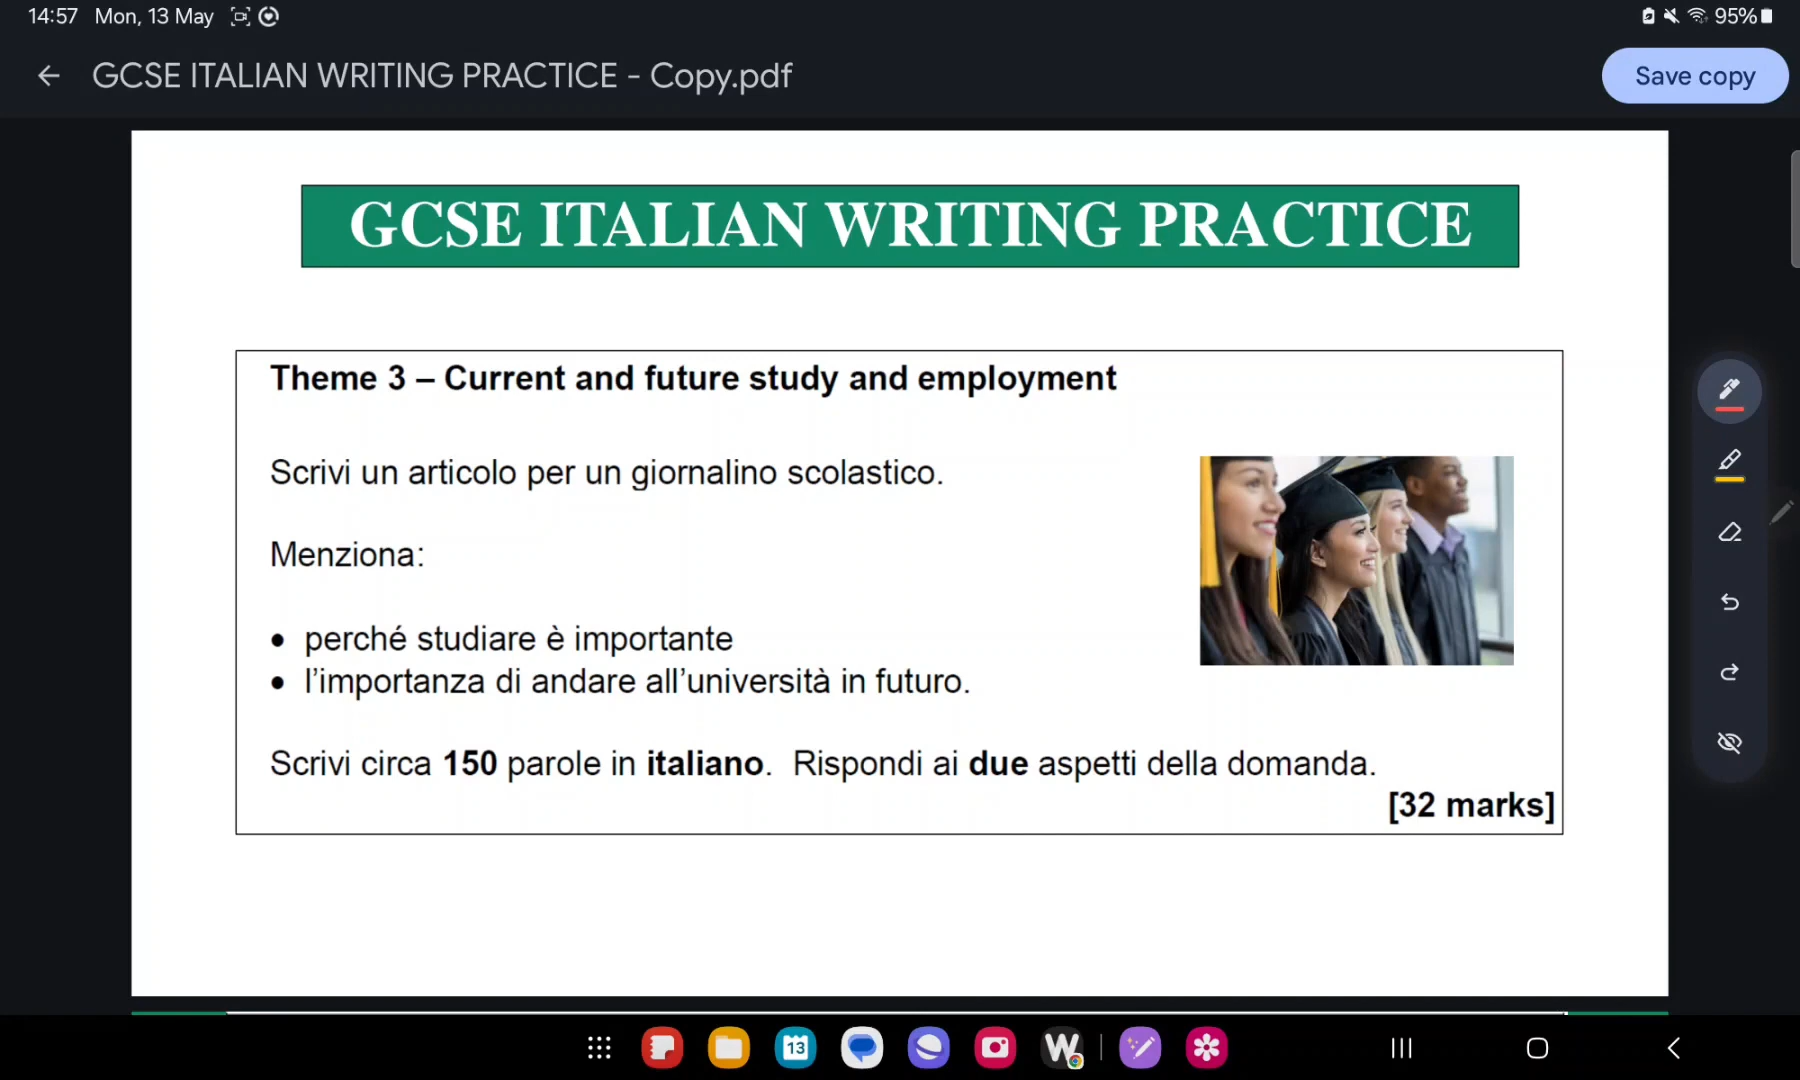 14:57 Mon, 13 May 95%
GCSE ITALIAN WRITING PRACTICE - Copy.pdf Save copy
GCSE ITALIAN WRITING PRACTICE
Theme 3 – Current and future study and employment
Scrivi un articolo per un giornalino scolastico.
Menziona:
• perché studiare è importante
• l’importanza di andare all’università in futuro.
Scrivi circa 150 parole in italiano. Rispondi ai due aspetti della domanda.
[32 marks]
13 W